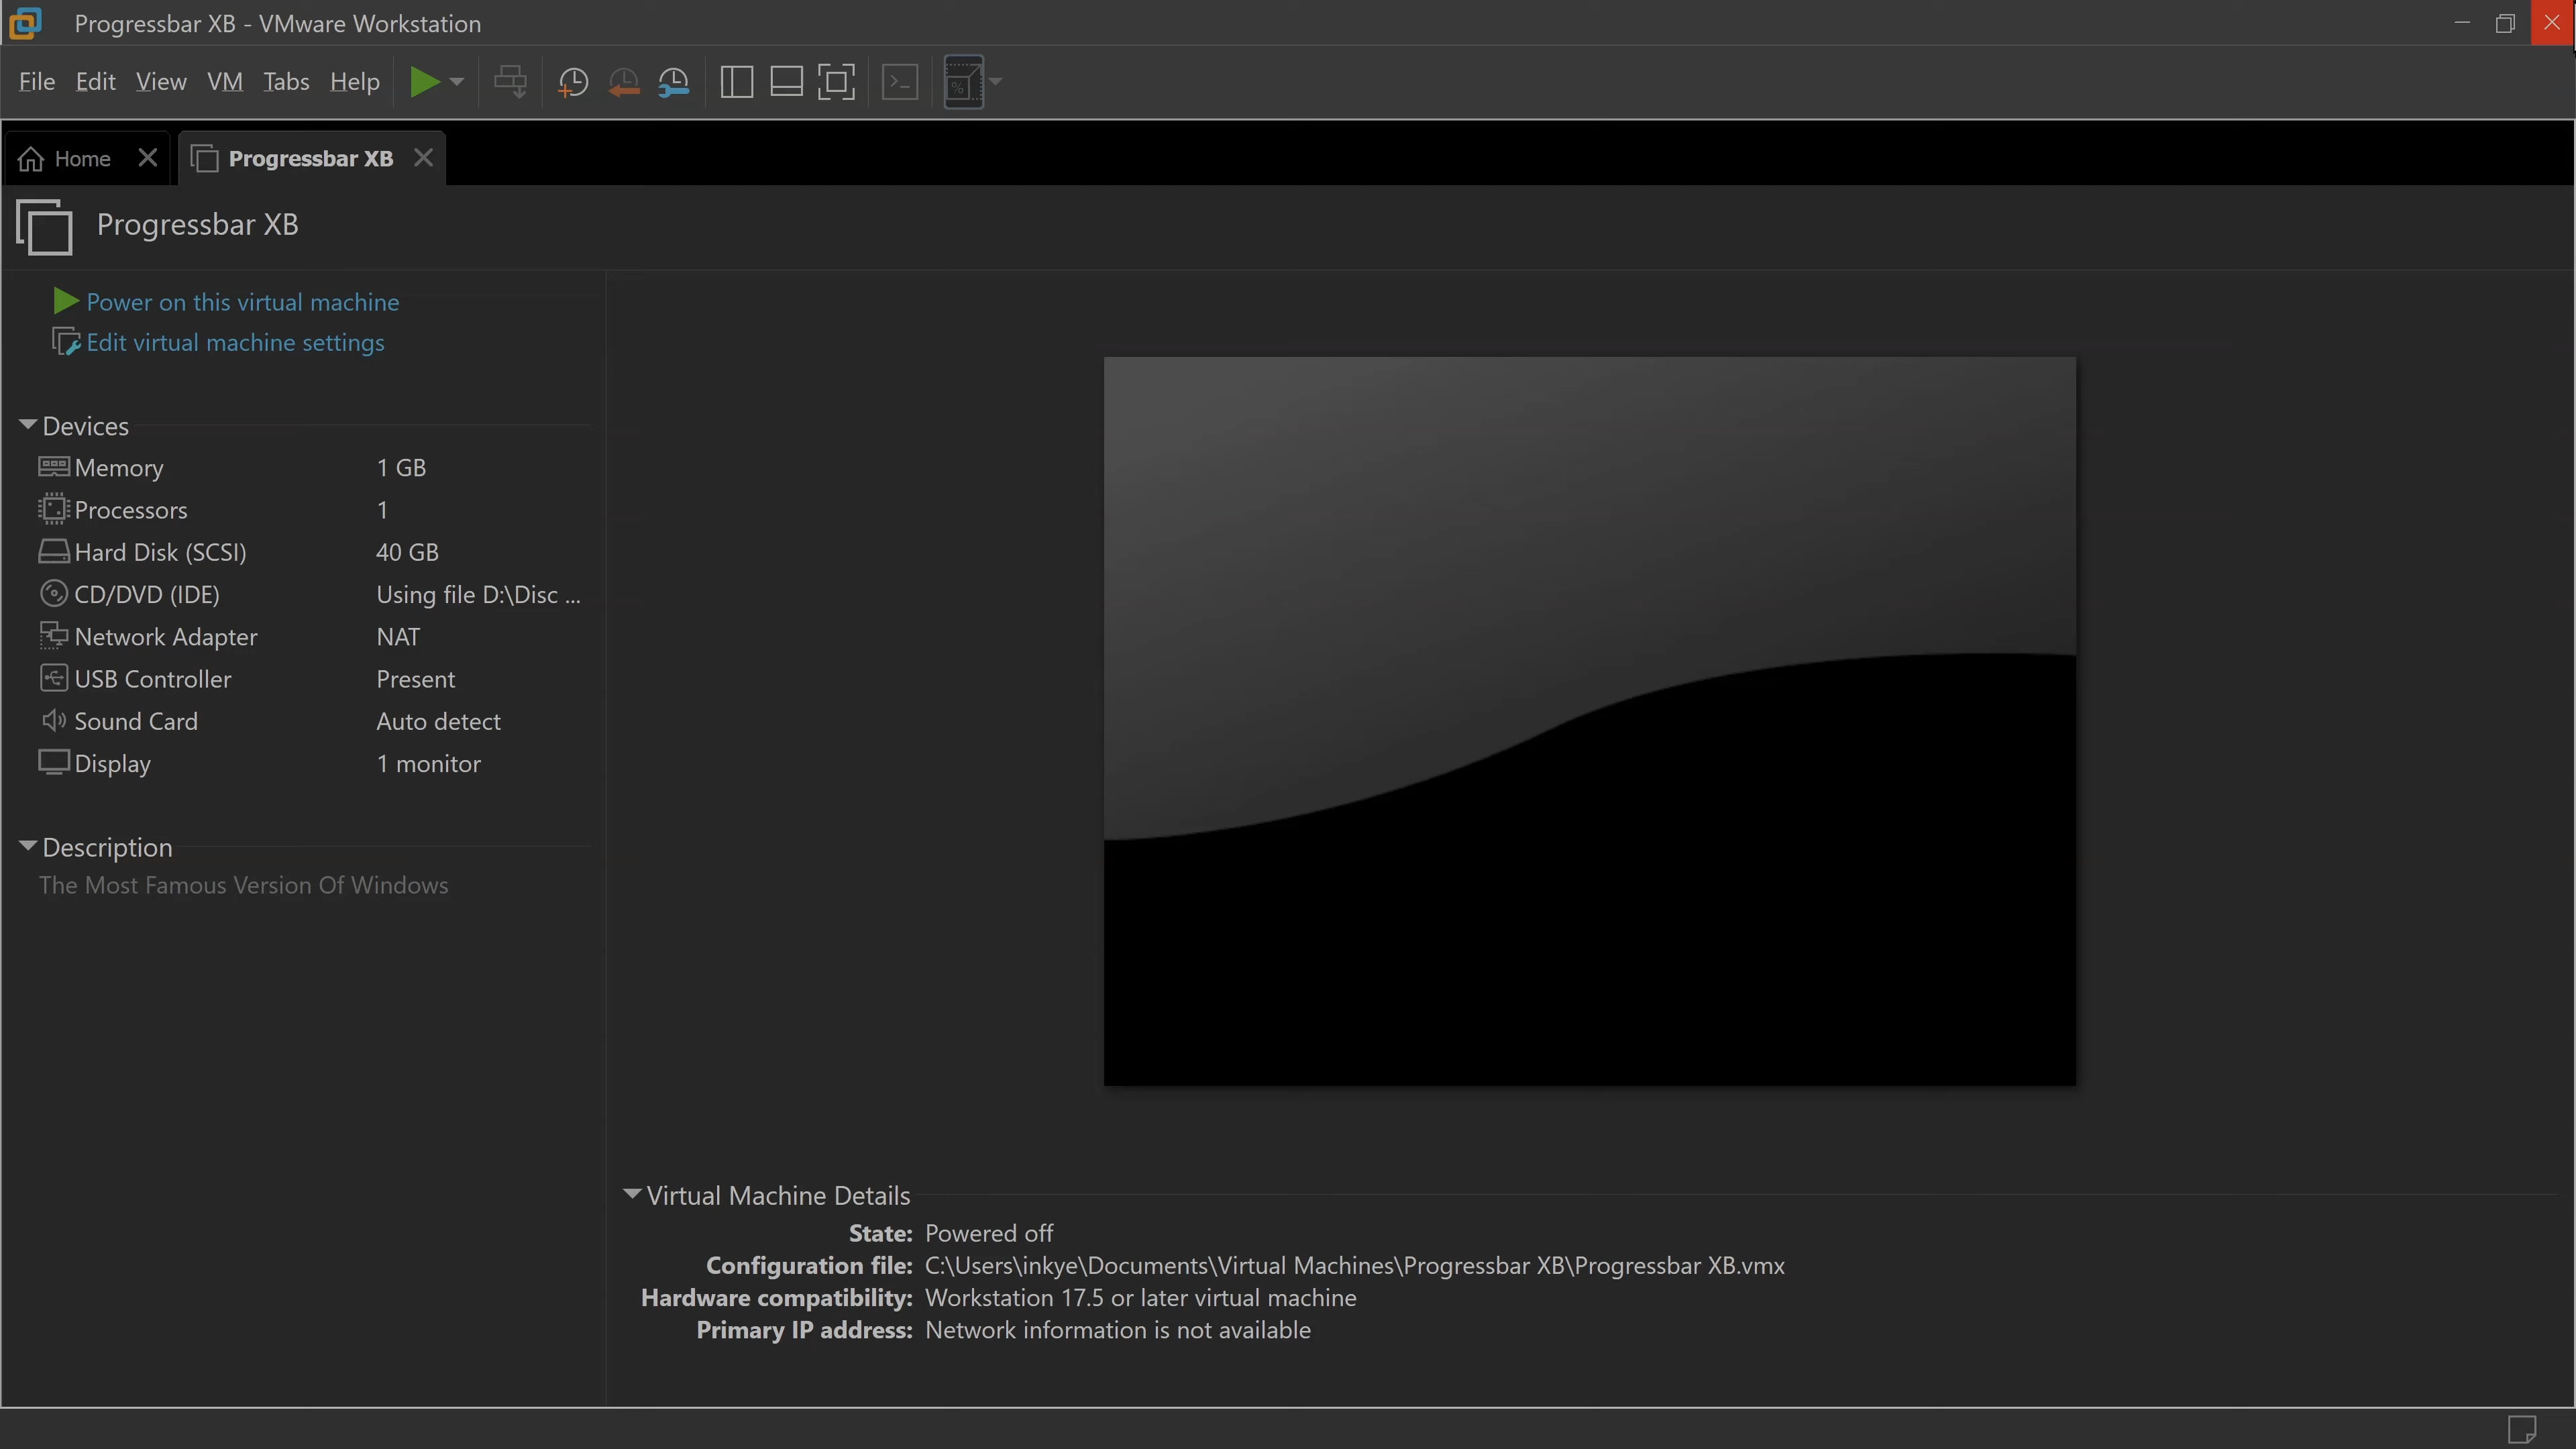 Progressbar XB - VMware Workstation
File Edit View VM Tabs Help
Home Progressbar XB
Progressbar XB
Power on this virtual machine
Edit virtual machine settings
Devices
Memory 1 GB
Processors 1
Hard Disk (SCSI) 40 GB
CD/DVD (IDE) Using file D:\Disc ...
Network Adapter NAT
USB Controller Present
Sound Card Auto detect
Display 1 monitor
Description
The Most Famous Version Of Windows
Virtual Machine Details
State: Powered off
Configuration file: C:\Users\inkye\Documents\Virtual Machines\Progressbar XB\Progressbar XB.vmx
Hardware compatibility: Workstation 17.5 or later virtual machine
Primary IP address: Network information is not available